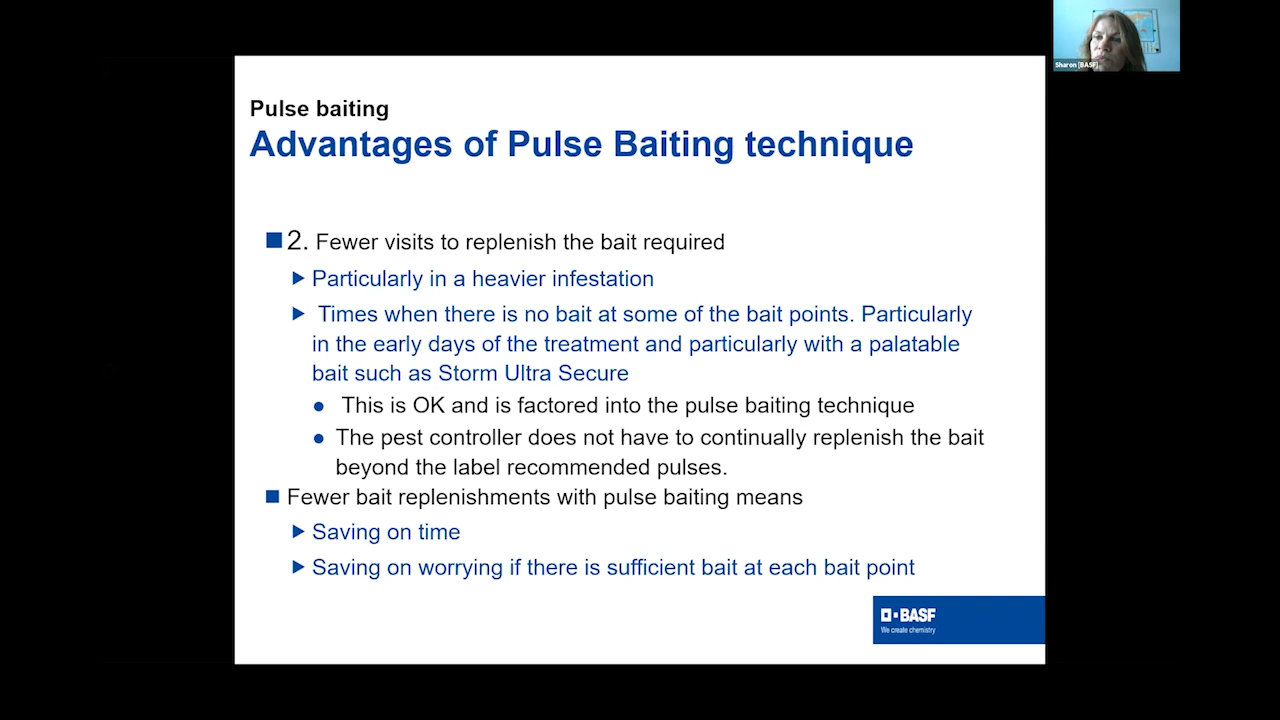 Sharon [BASF]
Pulse baiting
Advantages of Pulse Baiting technique
2. Fewer visits to replenish the bait required
Particularly in a heavier infestation
Times when there is no bait at some of the bait points. Particularly
in the early days of the treatment and particularly with a palatable
bait such as Storm Ultra Secure
This is OK and is factored into the pulse baiting technique
The pest controller does not have to continually replenish the bait
beyond the label recommended pulses.
Fewer bait replenishments with pulse baiting means
Saving on time
Saving on worrying if there is sufficient bait at each bait point
BASF
We create chemistry